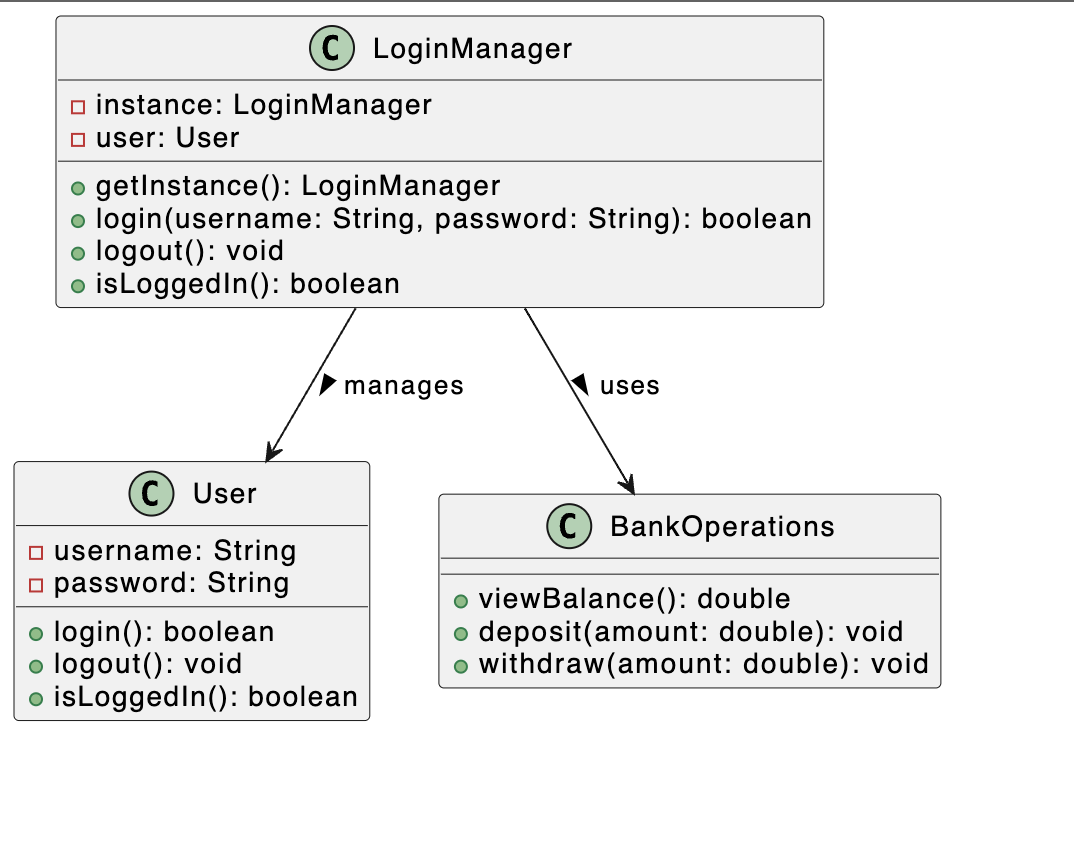 C LoginManager
instance: LoginManager
user: User
getInstance(): LoginManager
login(username: String, password: String): boolean
logout(): void
isLoggedIn(): boolean
manages
uses
C User
username: String
password: String
login(): boolean
logout(): void
isLoggedIn(): boolean
C BankOperations
viewBalance(): double
deposit(amount: double): void
withdraw(amount: double): void